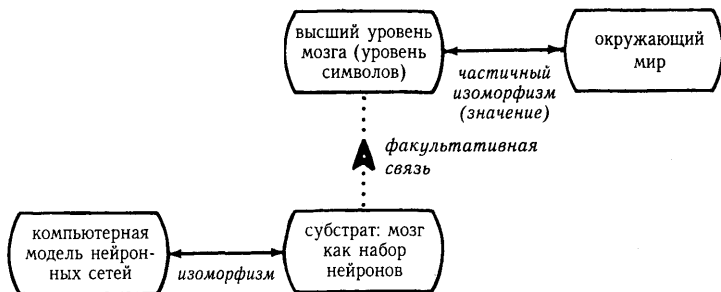 высший уровень
мозга (уровень
символов)
окружающий
мир
частичный
изоморфизм
(значение)
факультативная
связь
компьютерная
модель нейрон-
ных сетей
изоморфизм
субстрат: мозг
как набор
нейронов